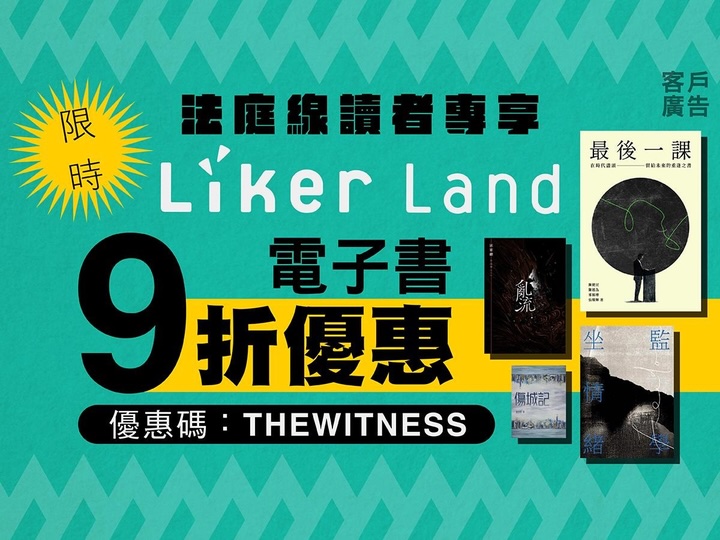 客戶
廣告
限
時
法庭線讀者專享
Liker Land
電子書
9折優惠
優惠碼：THEWITNESS
最後一課
亂流
傷城記
坐監
情
緒學